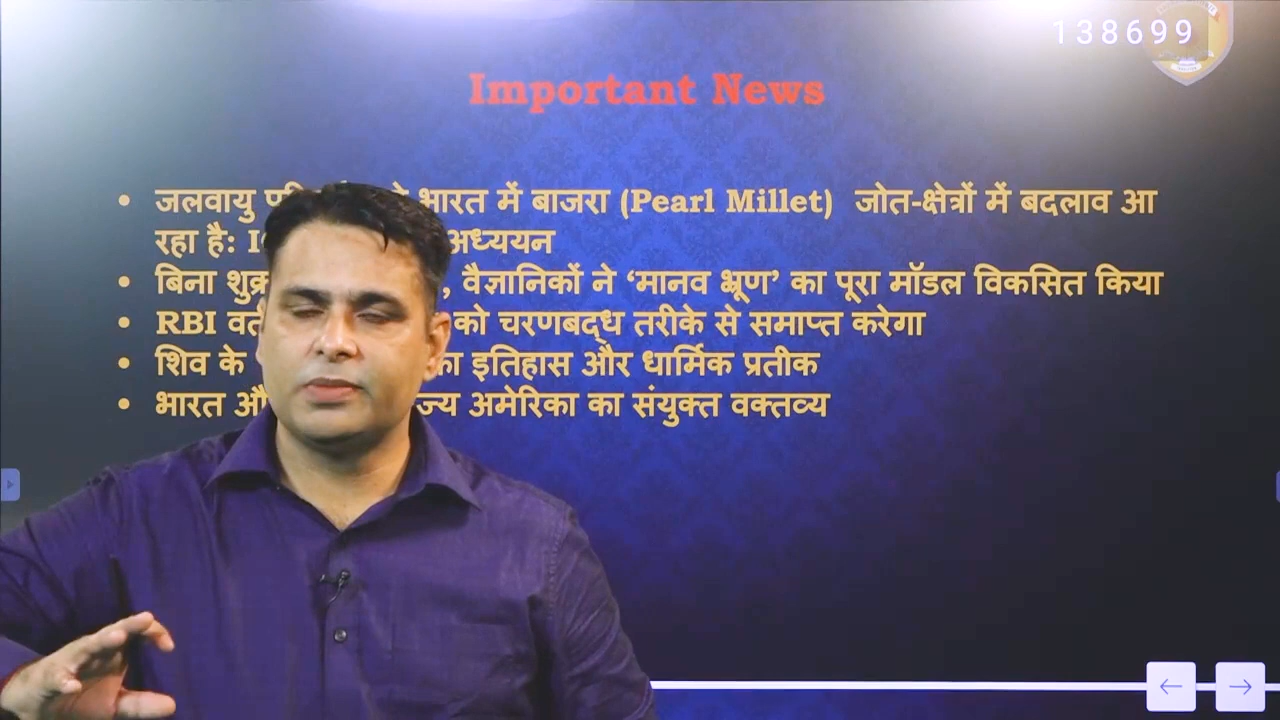 138699
Important News
• जलवायु भारत में बाजरा (Pearl Millet) जोत-क्षेत्रों में बदलाव आ
रहा है: अध्ययन
• बिना , वैज्ञानिकों ने ‘मानव भ्रूण’ का पूरा मॉडल विकसित किया
• RBI को चरणबद्ध तरीके से समाप्त करेगा
• शिव के का इतिहास और धार्मिक प्रतीक
• भारत अमेरिका का संयुक्त वक्तव्य